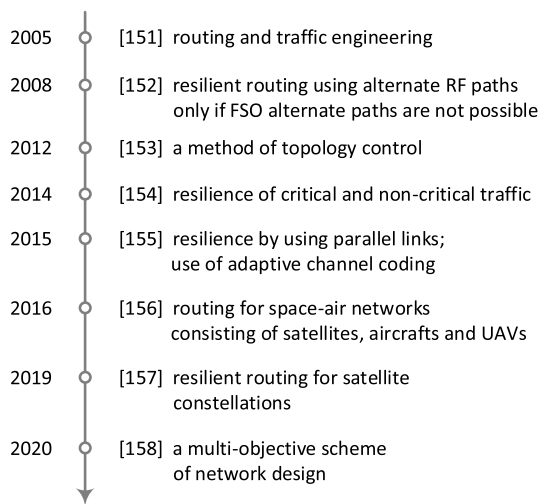 2005 [151] routing and traffic engineering
2008 [152] resilient routing using alternate RF paths
only if FSO alternate paths are not possible
2012 [153] a method of topology control
2014 [154] resilience of critical and non-critical traffic
2015 [155] resilience by using parallel links;
use of adaptive channel coding
2016 [156] routing for space-air networks
consisting of satellites, aircrafts and UAVs
2019 [157] resilient routing for satellite
constellations
2020 [158] a multi-objective scheme
of network design